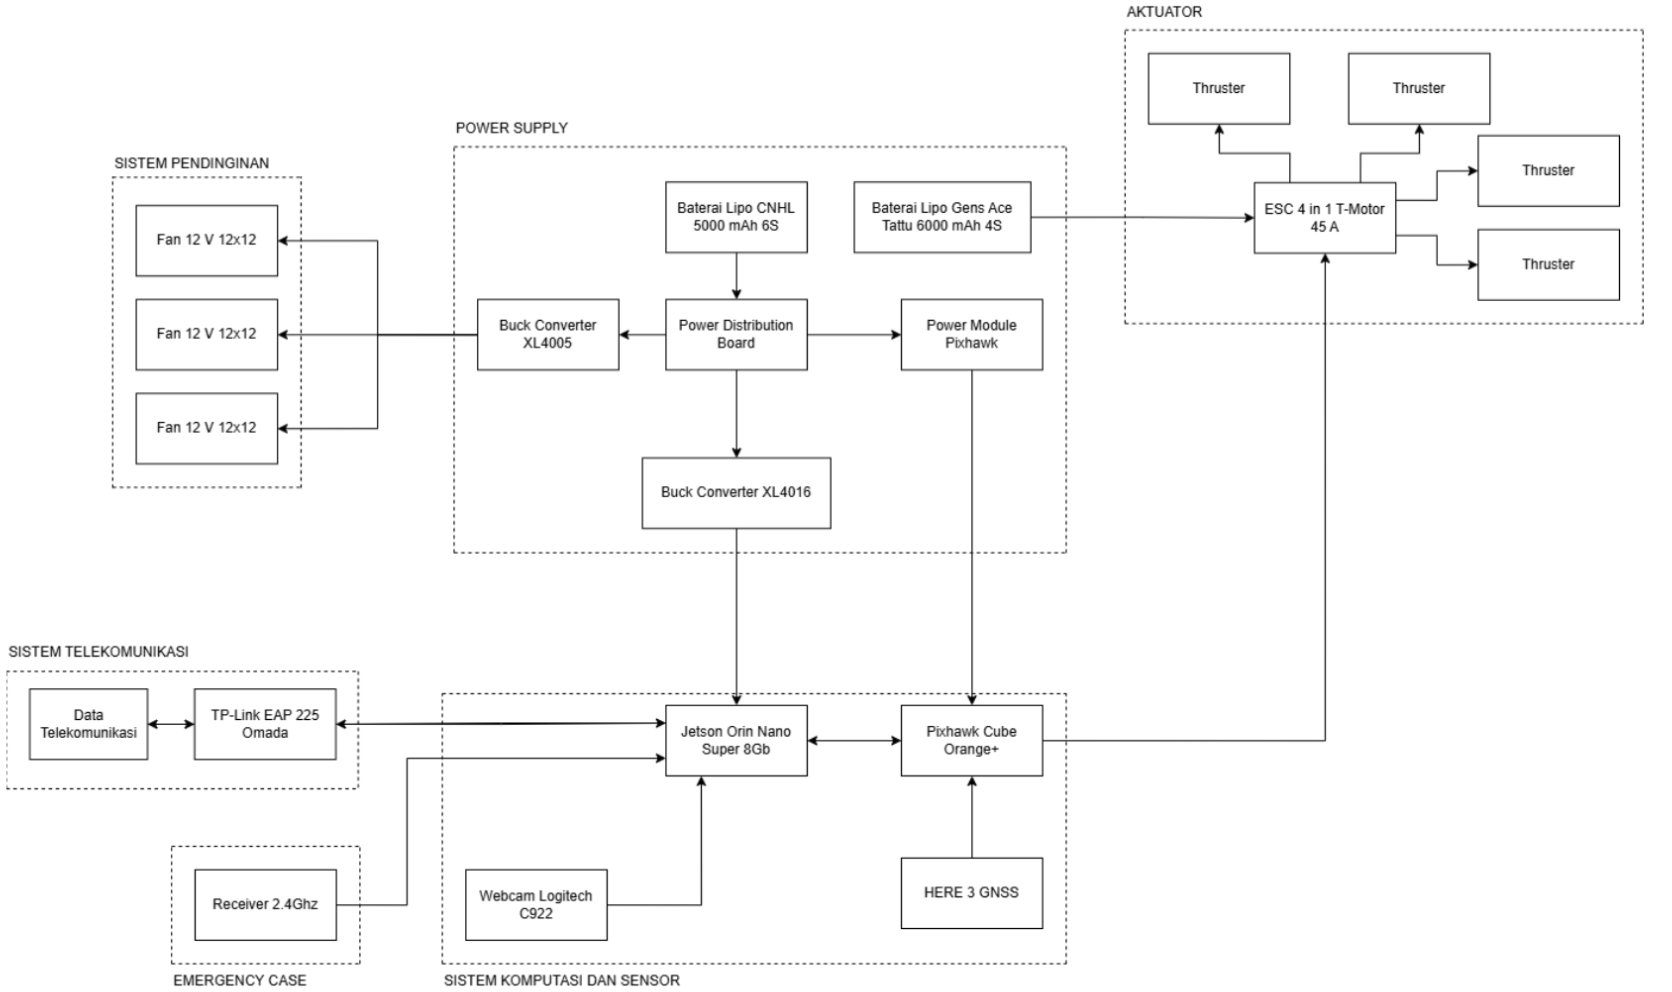 AKTUATOR
Thruster
Thruster
Thruster
Thruster
ESC 4 in 1 T-Motor
45 A
POWER SUPPLY
Baterai Lipo CNHL
5000 mAh 6S
Baterai Lipo Gens Ace
Tattu 6000 mAh 4S
Buck Converter
XL4005
Power Distribution
Board
Power Module
Pixhawk
Buck Converter XL4016
SISTEM PENDINGINAN
Fan 12 V 12x12
Fan 12 V 12x12
Fan 12 V 12x12
SISTEM TELEKOMUNIKASI
Data
Telekomunikasi
TP-Link EAP 225
Omada
Jetson Orin Nano
Super 8Gb
Pixhawk Cube
Orange+
Receiver 2.4Ghz
Webcam Logitech
C922
HERE 3 GNSS
EMERGENCY CASE
SISTEM KOMPUTASI DAN SENSOR